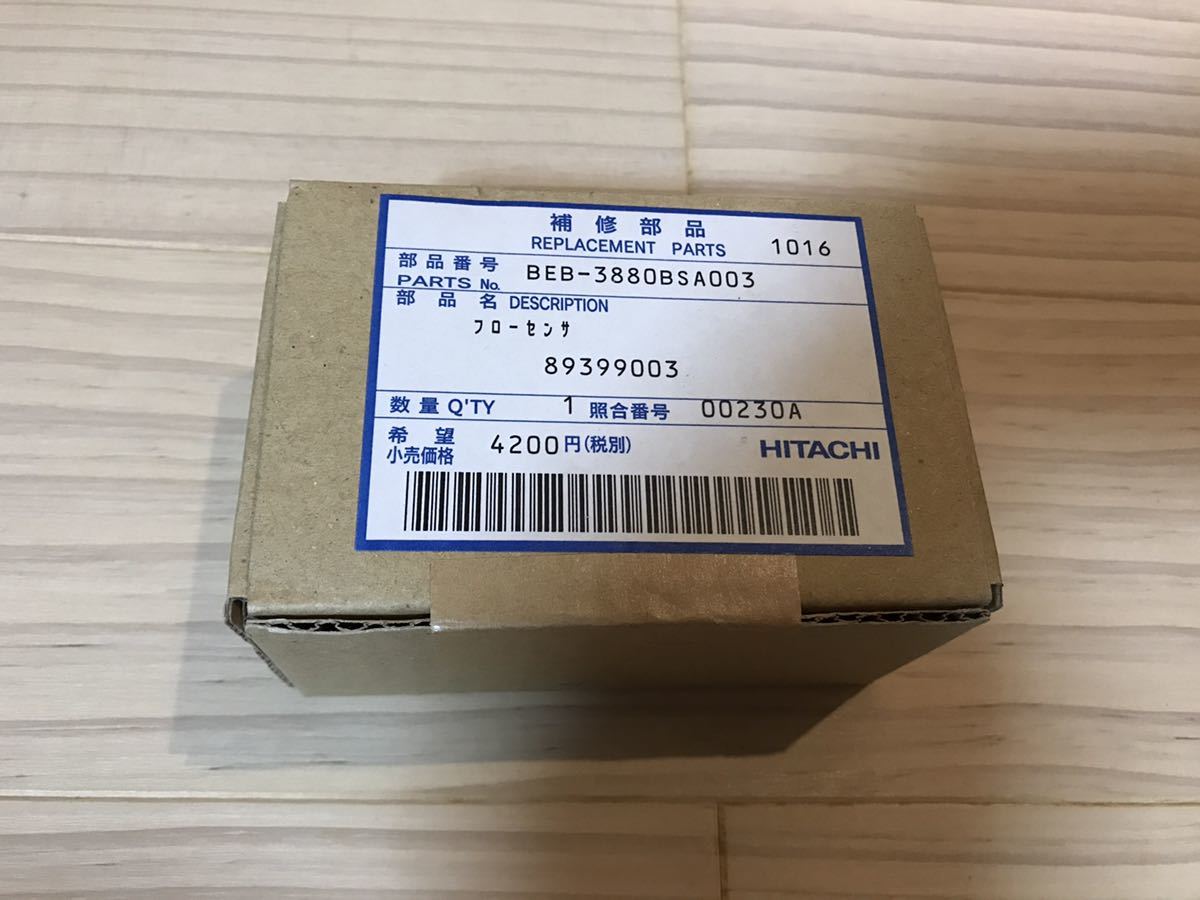 補修部品
REPLACEMENT PARTS 1016
部品番号
PARTS No. BEB-3880BSA003
部品名 DESCRIPTION
フローセンサ
89399003
数量 Q'TY 1 照合番号 00230A
希望
小売価格 4200円(税別) HITACHI